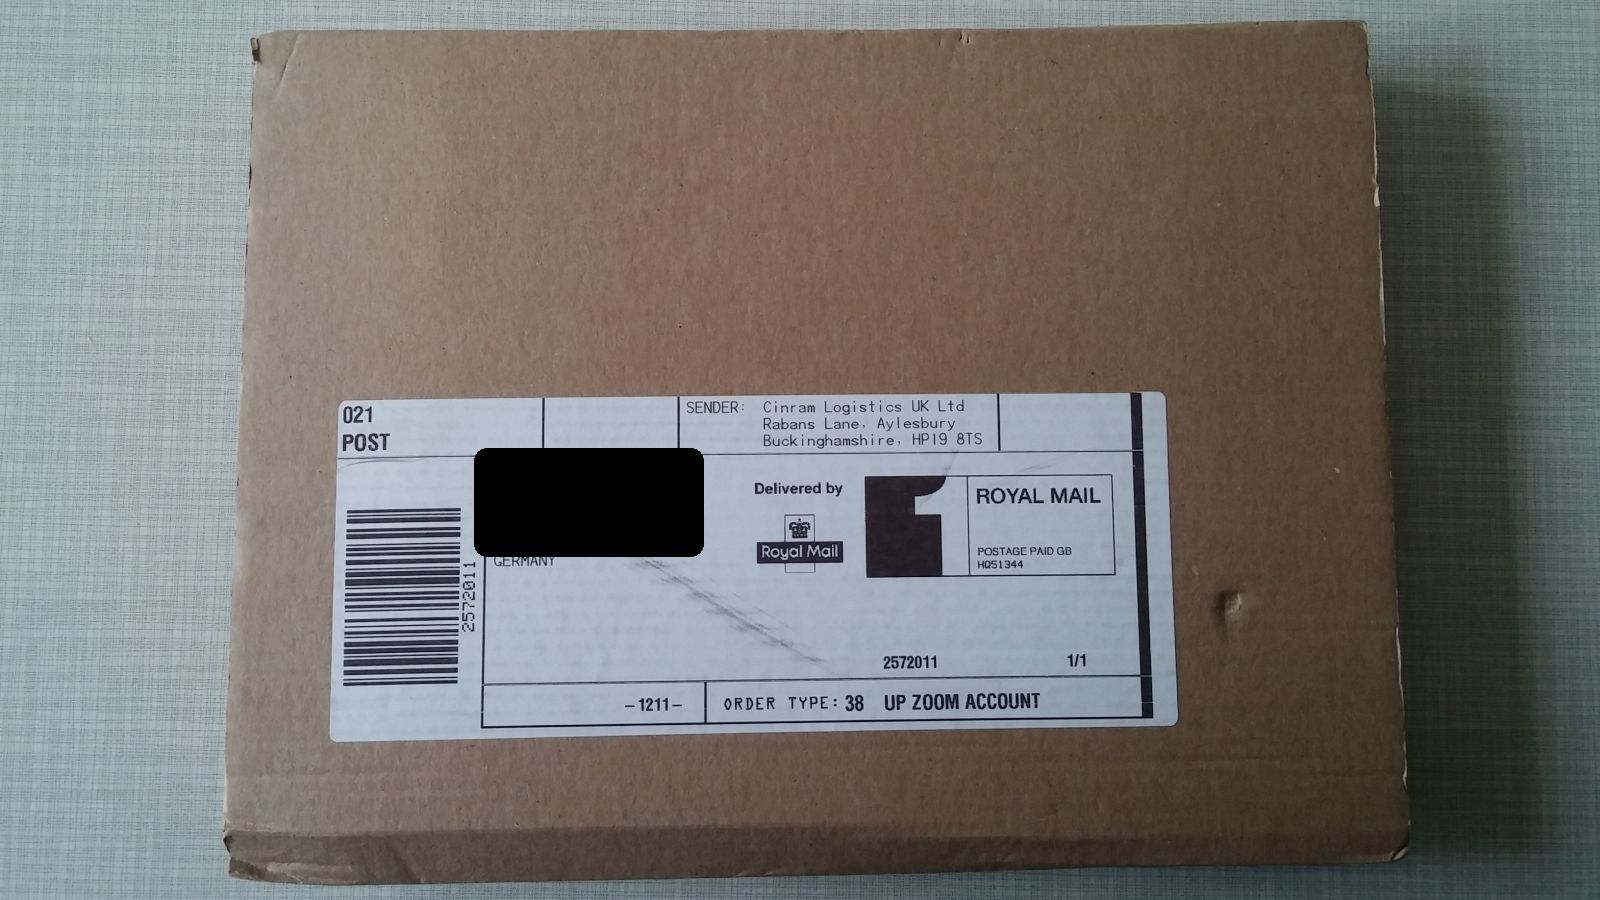 021
POST
SENDER: Cinram Logistics UK Ltd
Rabans Lane, Aylesbury
Buckinghamshire, HP19 8TS
GERMANY
2572011
Delivered by
Royal Mail
1
ROYAL MAIL
POSTAGE PAID GB
HQ51344
2572011 1/1
–1211–
ORDER TYPE: 38 UP ZOOM ACCOUNT